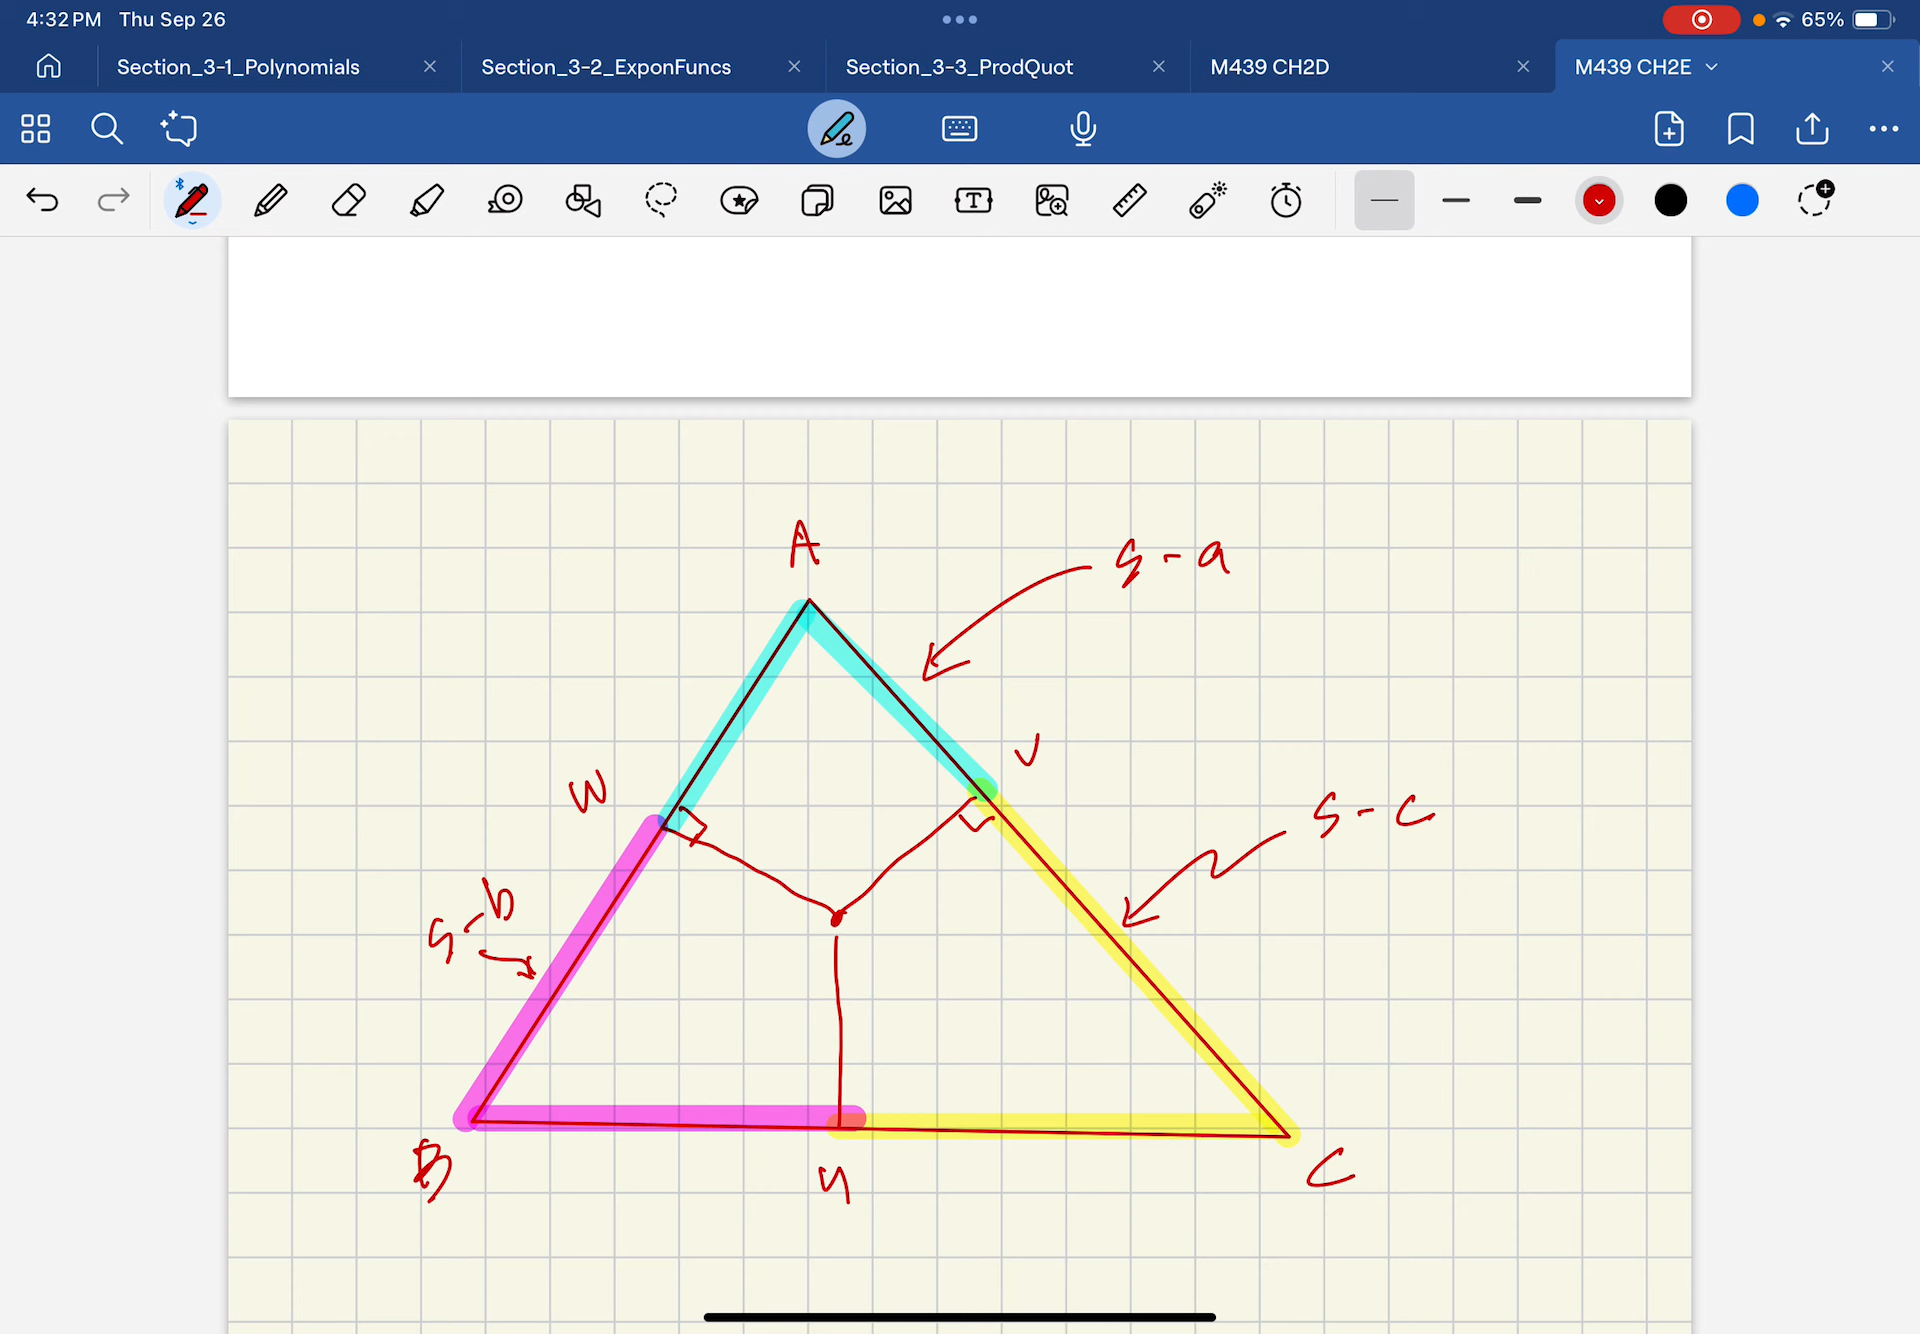 4:32 PM Thu Sep 26
65%
Section_3-1_Polynomials
Section_3-2_ExponFuncs
Section_3-3_ProdQuot
M439 CH2D
M439 CH2E
A
s - a
V
W
s - c
s - b
B
U
C